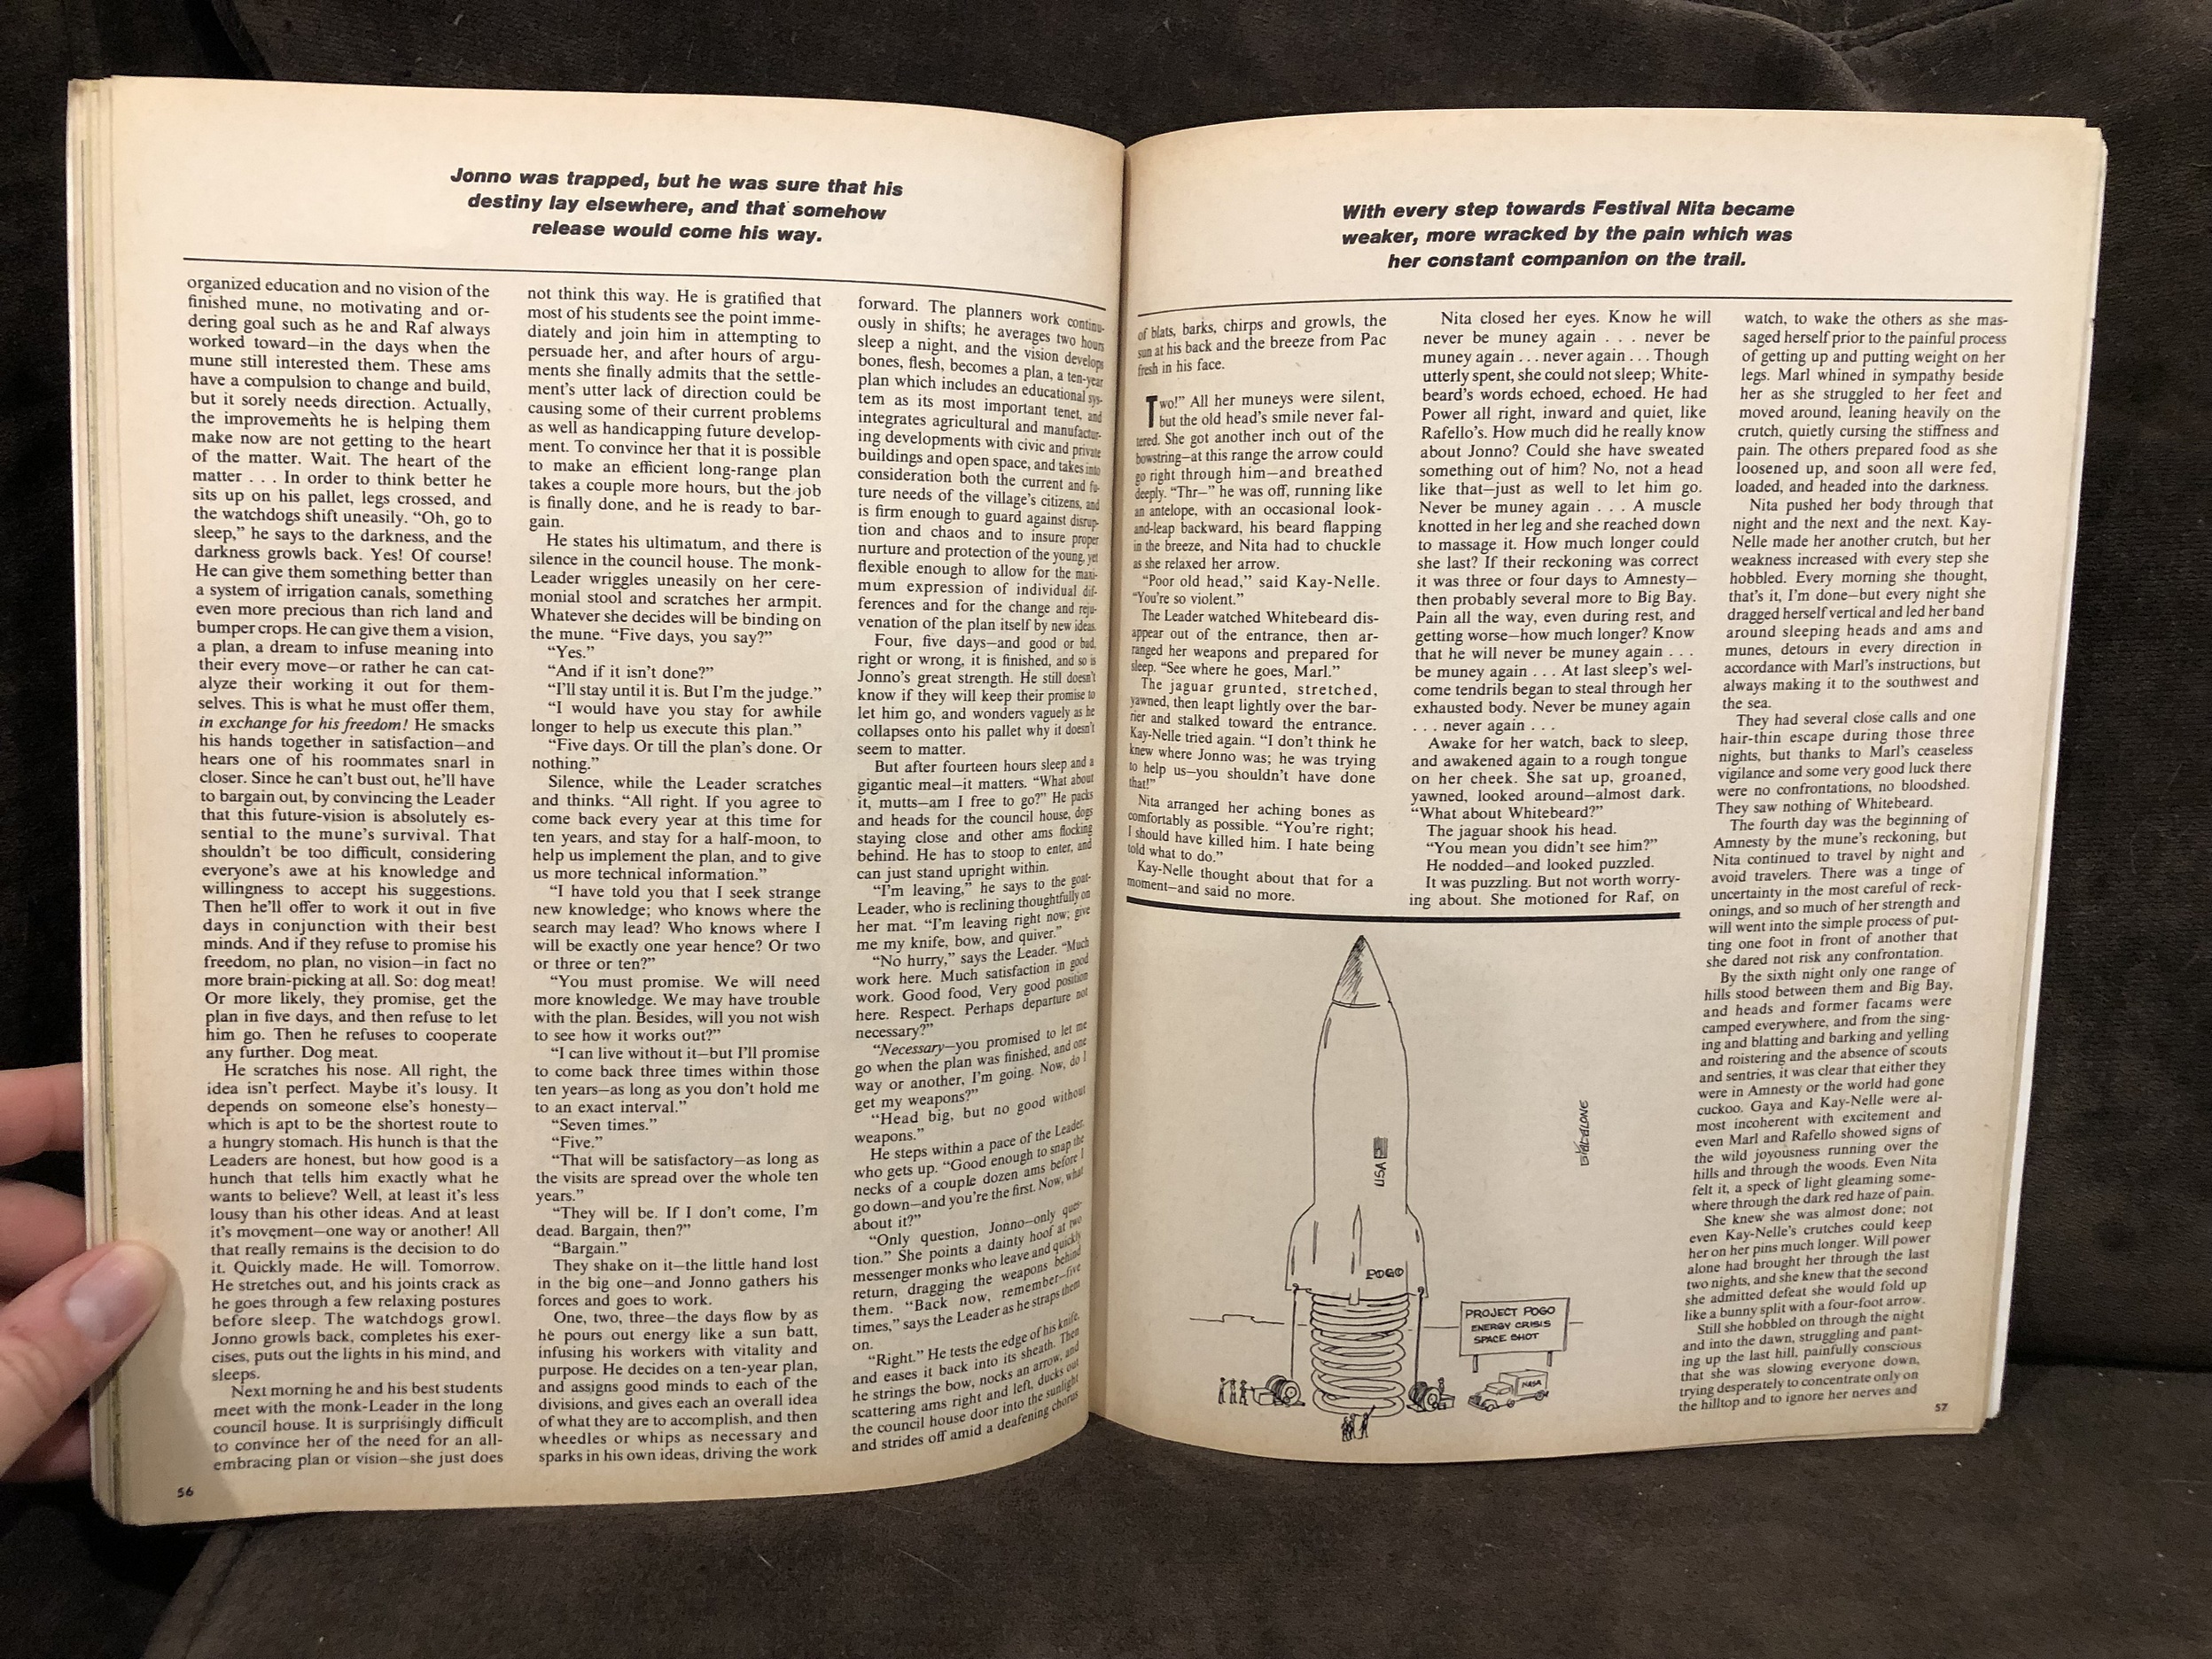 Jonno was trapped, but he was sure that his
destiny lay elsewhere, and that somehow
release would come his way.
organized education and no vision of the
finished mune, no motivating and or-
dering goal such as he and Raf always
worked toward—in the days when the
mune still interested them. These ams
have a compulsion to change and build,
but it sorely needs direction. Actually,
the improvements he is helping them
make now are not getting to the heart
of the matter. Wait. The heart of the
matter . . . In order to think better he
sits up on his pallet, legs crossed, and
the watchdogs shift uneasily. “Oh, go to
sleep,” he says to the darkness, and the
darkness growls back. Yes! Of course!
He can give them something better than
a system of irrigation canals, something
even more precious than rich land and
bumper crops. He can give them a vision,
a plan, a dream to infuse meaning into
their every move—or rather he can cat-
alyze their working it out for them-
selves. This is what he must offer them,
in exchange for his freedom! He smacks
his hands together in satisfaction—and
hears one of his roommates snarl in
closer. Since he can’t bust out, he’ll have
to bargain out, by convincing the Leader
that this future-vision is absolutely es-
sential to the mune’s survival. That
shouldn’t be too difficult, considering
everyone’s awe at his knowledge and
willingness to accept his suggestions.
Then he’ll offer to work it out in five
days in conjunction with their best
minds. And if they refuse to promise his
freedom, no plan, no vision—in fact no
more brain-picking at all. So: dog meat!
Or more likely, they promise, get the
plan in five days, and then refuse to let
him go. Then he refuses to cooperate
any further. Dog meat.
He scratches his nose. All right, the
idea isn’t perfect. Maybe it’s lousy. It
depends on someone else’s honesty—
which is apt to be the shortest route to
a hungry stomach. His hunch is that the
Leaders are honest, but how good is a
hunch that tells him exactly what he
wants to believe? Well, at least it’s less
lousy than his other ideas. And at least
it’s movement—one way or another! All
that really remains is the decision to do
it. Quickly made. He will. Tomorrow.
He stretches out, and his joints crack as
he goes through a few relaxing postures
before sleep. The watchdogs growl.
Jonno growls back, completes his exer-
cises, puts out the lights in his mind, and
sleeps.
Next morning he and his best students
meet with the monk-Leader in the long
council house. It is surprisingly difficult
to convince her of the need for an all-
embracing plan or vision—she just does
not think this way. He is gratified that
most of his students see the point imme-
diately and join him in attempting to
persuade her, and after hours of argu-
ments she finally admits that the settle-
ment’s utter lack of direction could be
causing some of their current problems
as well as handicapping future develop-
ment. To convince her that it is possible
to make an efficient long-range plan
takes a couple more hours, but the job
is finally done, and he is ready to bar-
gain.
He states his ultimatum, and there is
silence in the council house. The monk-
Leader wriggles uneasily on her cere-
monial stool and scratches her armpit.
Whatever she decides will be binding on
the mune. “Five days, you say?”
“Yes.”
“And if it isn’t done?”
“I’ll stay until it is. But I’m the judge.”
“I would have you stay for awhile
longer to help us execute this plan.”
“Five days. Or till the plan’s done. Or
nothing.”
Silence, while the Leader scratches
and thinks. “All right. If you agree to
come back every year at this time for
ten years, and stay for a half-moon, to
help us implement the plan, and to give
us more technical information.”
“I have told you that I seek strange
new knowledge; who knows where the
search may lead? Who knows where I
will be exactly one year hence? Or two
or three or ten?”
“You must promise. We will need
more knowledge. We may have trouble
with the plan. Besides, will you not wish
to see how it works out?”
“I can live without it—but I’ll promise
to come back three times within those
ten years—as long as you don’t hold me
to an exact interval.”
“Seven times.”
“Five.”
“That will be satisfactory—as long as
the visits are spread over the whole ten
years.”
“They will be. If I don’t come, I’m
dead. Bargain, then?”
“Bargain.”
They shake on it—the little hand lost
in the big one—and Jonno gathers his
forces and goes to work.
One, two, three—the days flow by as
he pours out energy like a sun batt,
infusing his workers with vitality and
purpose. He decides on a ten-year plan,
and assigns good minds to each of the
divisions, and gives each an overall idea
of what they are to accomplish, and then
wheedles or whips as necessary and
sparks in his own ideas, driving the work
forward. The planners work continu-
ously in shifts; he averages two hours
sleep a night, and the vision develops
bones, flesh, becomes a plan, a ten-year
plan which includes an educational sys-
tem as its most important tenet, and
integrates agricultural and manufactur-
ing developments with civic and private
buildings and open space, and takes into
consideration both the current and fu-
ture needs of the village’s citizens, and
is firm enough to guard against disrup-
tion and chaos and to insure proper
nurture and protection of the young, yet
flexible enough to allow for the maxi-
mum expression of individual dif-
ferences and for the change and reju-
venation of the plan itself by new ideas.
Four, five days—and good or bad,
right or wrong, it is finished, and so is
Jonno’s great strength. He still doesn’t
know if they will keep their promise to
let him go, and wonders vaguely as he
collapses onto his pallet why it doesn’t
seem to matter.
But after fourteen hours sleep and a
gigantic meal—it matters. “What about
it, mutts—am I free to go?” He packs
and heads for the council house, dogs
staying close and other ams flocking
behind. He has to stoop to enter, and
can just stand upright within.
“I’m leaving,” he says to the goat-
Leader, who is reclining thoughtfully on
her mat. “I’m leaving right now; give
me my knife, bow, and quiver.”
“No hurry,” says the Leader. “Much
work here. Much satisfaction in good
work. Good food, Very good position
here. Respect. Perhaps departure not
necessary?”
“Necessary—you promised to let me
go when the plan was finished, and one
way or another, I’m going. Now, do I
get my weapons?”
“Head big, but no good without
weapons.”
He steps within a pace of the Leader,
who gets up. “Good enough to snap the
necks of a couple dozen ams before I
go down—and you’re the first. Now, what
about it?”
“Only question, Jonno—only ques-
tion.” She points a dainty hoof at two
messenger monks who leave and quickly
return, dragging the weapons behind
them. “Back now, remember—five
times,” says the Leader as he straps them
on.
“Right.” He tests the edge of his knife,
and eases it back into its sheath. Then
he strings the bow, nocks an arrow, and
scattering ams right and left, ducks out
the council house door into the sunlight
and strides off amid a deafening chorus
56
With every step towards Festival Nita became
weaker, more wracked by the pain which was
her constant companion on the trail.
of blats, barks, chirps and growls, the
sun at his back and the breeze from Pac
fresh in his face.
Two!” All her muneys were silent,
but the old head’s smile never fal-
tered. She got another inch out of the
bowstring—at this range the arrow could
go right through him—and breathed
deeply. “Thr—” he was off, running like
an antelope, with an occasional look-
and-leap backward, his beard flapping
in the breeze, and Nita had to chuckle
as she relaxed her arrow.
“Poor old head,” said Kay-Nelle.
“You’re so violent.”
The Leader watched Whitebeard dis-
appear out of the entrance, then ar-
ranged her weapons and prepared for
sleep. “See where he goes, Marl.”
The jaguar grunted, stretched,
yawned, then leapt lightly over the bar-
rier and stalked toward the entrance.
Kay-Nelle tried again. “I don’t think he
knew where Jonno was; he was trying
to help us—you shouldn’t have done
that!”
Nita arranged her aching bones as
comfortably as possible. “You’re right;
I should have killed him. I hate being
told what to do.”
Kay-Nelle thought about that for a
moment—and said no more.
Nita closed her eyes. Know he will
never be muney again . . . never be
muney again . . . never again . . . Though
utterly spent, she could not sleep; White-
beard’s words echoed, echoed. He had
Power all right, inward and quiet, like
Rafello’s. How much did he really know
about Jonno? Could she have sweated
something out of him? No, not a head
like that—just as well to let him go.
Never be muney again . . . A muscle
knotted in her leg and she reached down
to massage it. How much longer could
she last? If their reckoning was correct
it was three or four days to Amnesty—
then probably several more to Big Bay.
Pain all the way, even during rest, and
getting worse—how much longer? Know
that he will never be muney again . . .
be muney again . . . At last sleep’s wel-
come tendrils began to steal through her
exhausted body. Never be muney again
. . . never again . . .
Awake for her watch, back to sleep,
and awakened again to a rough tongue
on her cheek. She sat up, groaned,
yawned, looked around—almost dark.
“What about Whitebeard?”
The jaguar shook his head.
“You mean you didn’t see him?”
He nodded—and looked puzzled.
It was puzzling. But not worth worry-
ing about. She motioned for Raf, on
watch, to wake the others as she mas-
saged herself prior to the painful process
of getting up and putting weight on her
legs. Marl whined in sympathy beside
her as she struggled to her feet and
moved around, leaning heavily on the
crutch, quietly cursing the stiffness and
pain. The others prepared food as she
loosened up, and soon all were fed,
loaded, and headed into the darkness.
Nita pushed her body through that
night and the next and the next. Kay-
Nelle made her another crutch, but her
weakness increased with every step she
hobbled. Every morning she thought,
that’s it, I’m done—but every night she
dragged herself vertical and led her band
around sleeping heads and ams and
munes, detours in every direction in
accordance with Marl’s instructions, but
always making it to the southwest and
the sea.
They had several close calls and one
hair-thin escape during those three
nights, but thanks to Marl’s ceaseless
vigilance and some very good luck there
were no confrontations, no bloodshed.
They saw nothing of Whitebeard.
The fourth day was the beginning of
Amnesty by the mune’s reckoning, but
Nita continued to travel by night and
avoid travelers. There was a tinge of
uncertainty in the most careful of reck-
onings, and so much of her strength and
will went into the simple process of put-
ting one foot in front of another that
she dared not risk any confrontation.
By the sixth night only one range of
hills stood between them and Big Bay,
and heads and former facams were
camped everywhere, and from the sing-
ing and blatting and barking and yelling
and roistering and the absence of scouts
and sentries, it was clear that either they
were in Amnesty or the world had gone
cuckoo. Gaya and Kay-Nelle were al-
most incoherent with excitement and
even Marl and Rafello showed signs of
the wild joyousness running over the
hills and through the woods. Even Nita
felt it, a speck of light gleaming some-
where through the dark red haze of pain.
She knew she was almost done; not
even Kay-Nelle’s crutches could keep
her on her pins much longer. Will power
alone had brought her through the last
two nights, and she knew that the second
she admitted defeat she would fold up
like a bunny split with a four-foot arrow.
Still she hobbled on through the night
and into the dawn, struggling and pant-
ing up the last hill, painfully conscious
that she was slowing everyone down,
trying desperately to concentrate only on
the hilltop and to ignore her nerves and
USA
POGO
PROJECT POGO
ENERGY CRISIS
SPACE SHOT
NASA
57